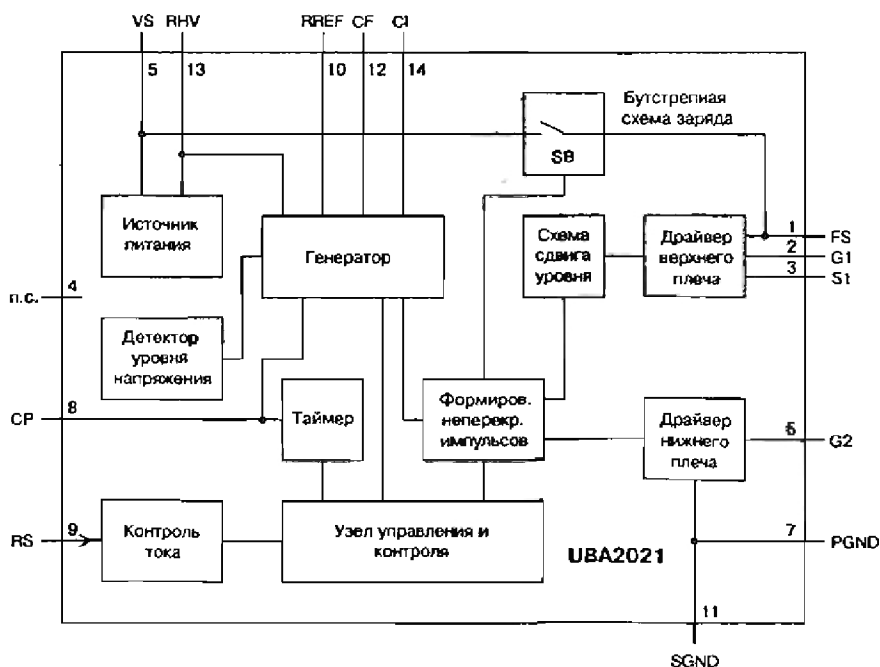 VS RHV RREF CF CI
5 13 10 12 14
Бутстрепная
схема заряда
SB
Источник
питания
Генератор
Схема
сдвига
уровня
Драйвер
верхнего
плеча
1 FS
2 G1
3 S1
п.с. 4
Детектор
уровня
напряжения
CP 8
Таймер
Формиров.
неперекр.
импульсов
Драйвер
нижнего
плеча
6 G2
RS 9
Контроль
тока
Узел управления и
контроля
UBA2021
7 PGND
11
SGND